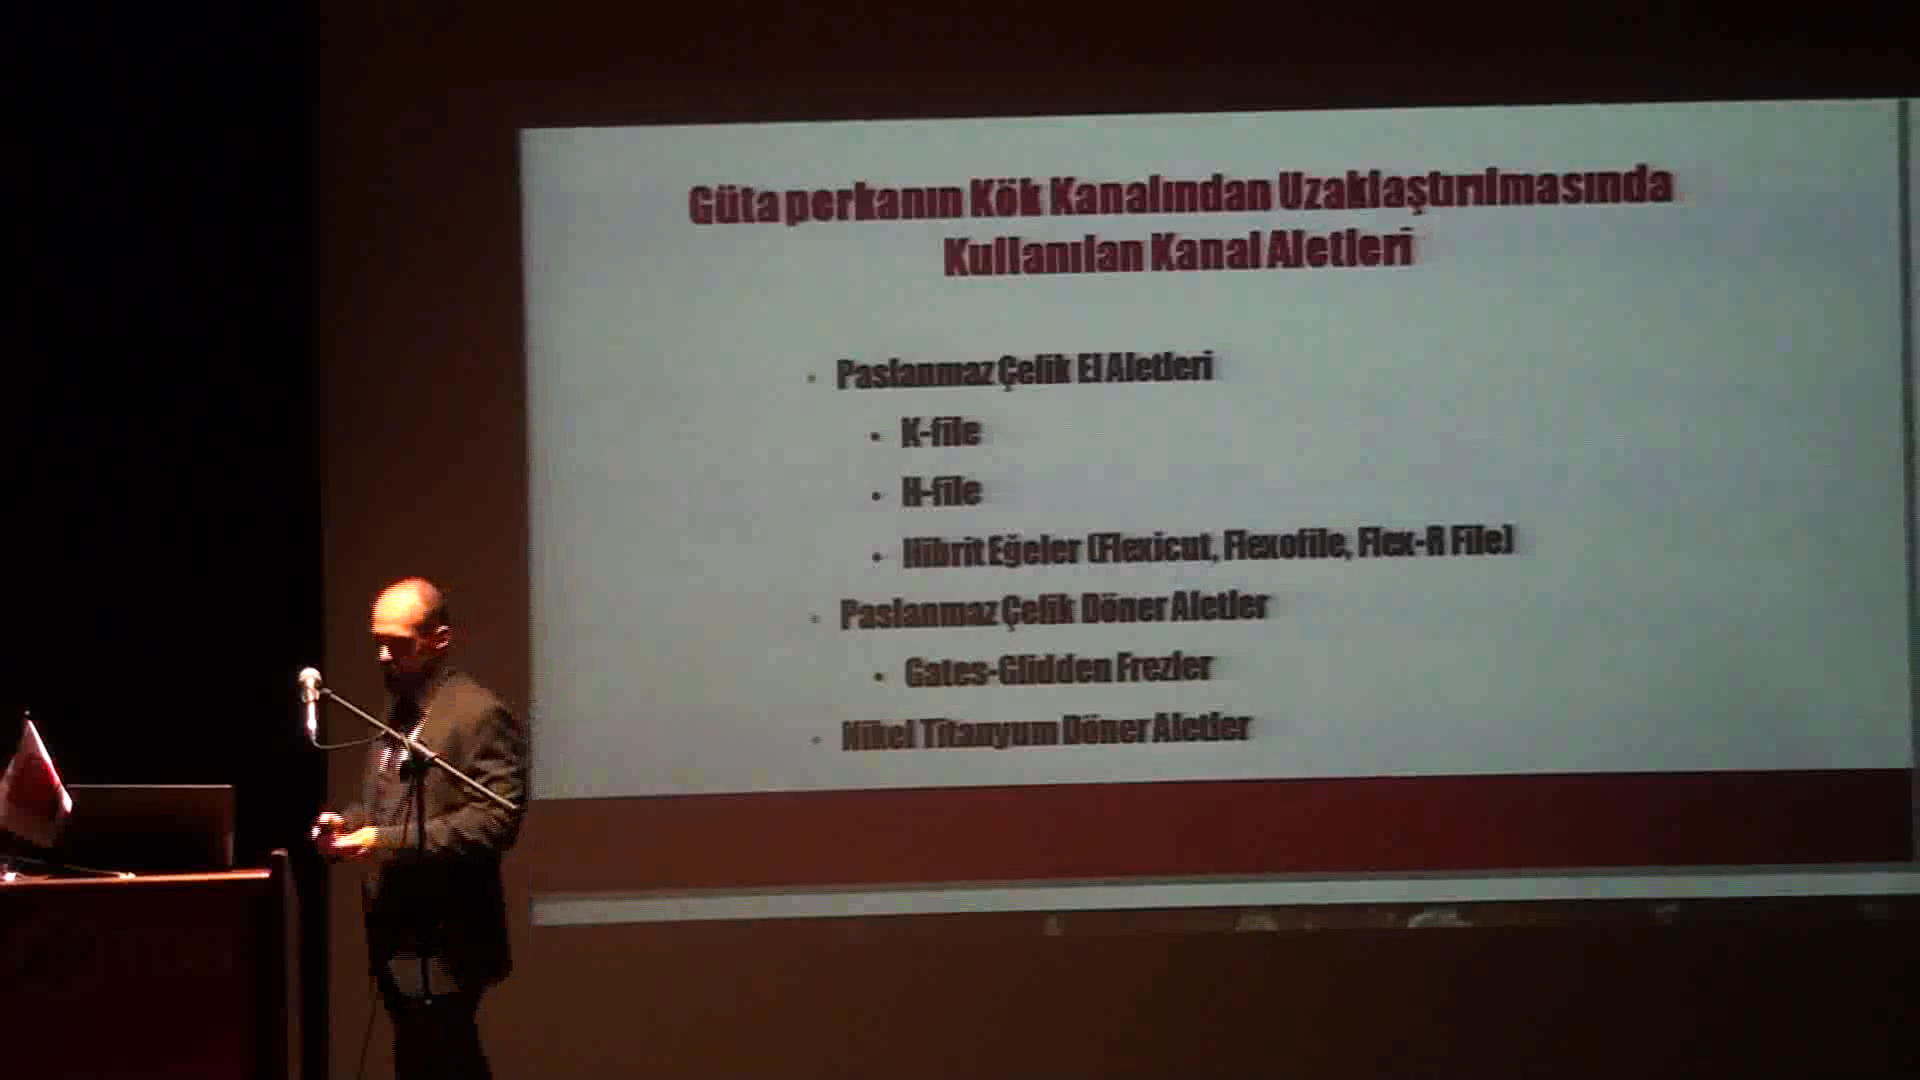 Güta perkanın Kök Kanalından Uzaklaştırılmasında
Kullanılan Kanal Aletleri
• Paslanmaz Çelik El Aletleri
• K-file
• H-file
• Hibrit Eğeler (Flexicut, Flexofile, Flex-R File)
• Paslanmaz Çelik Döner Aletler
• Gates-Glidden Frezler
• Nikel Titanyum Döner Aletler